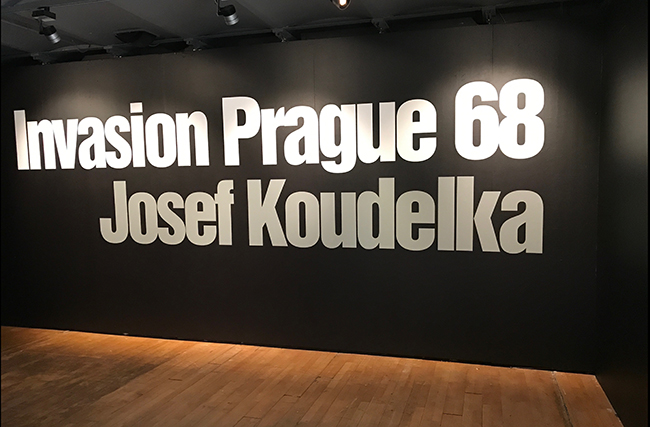 Invasion Prague 68
Josef Koudelka